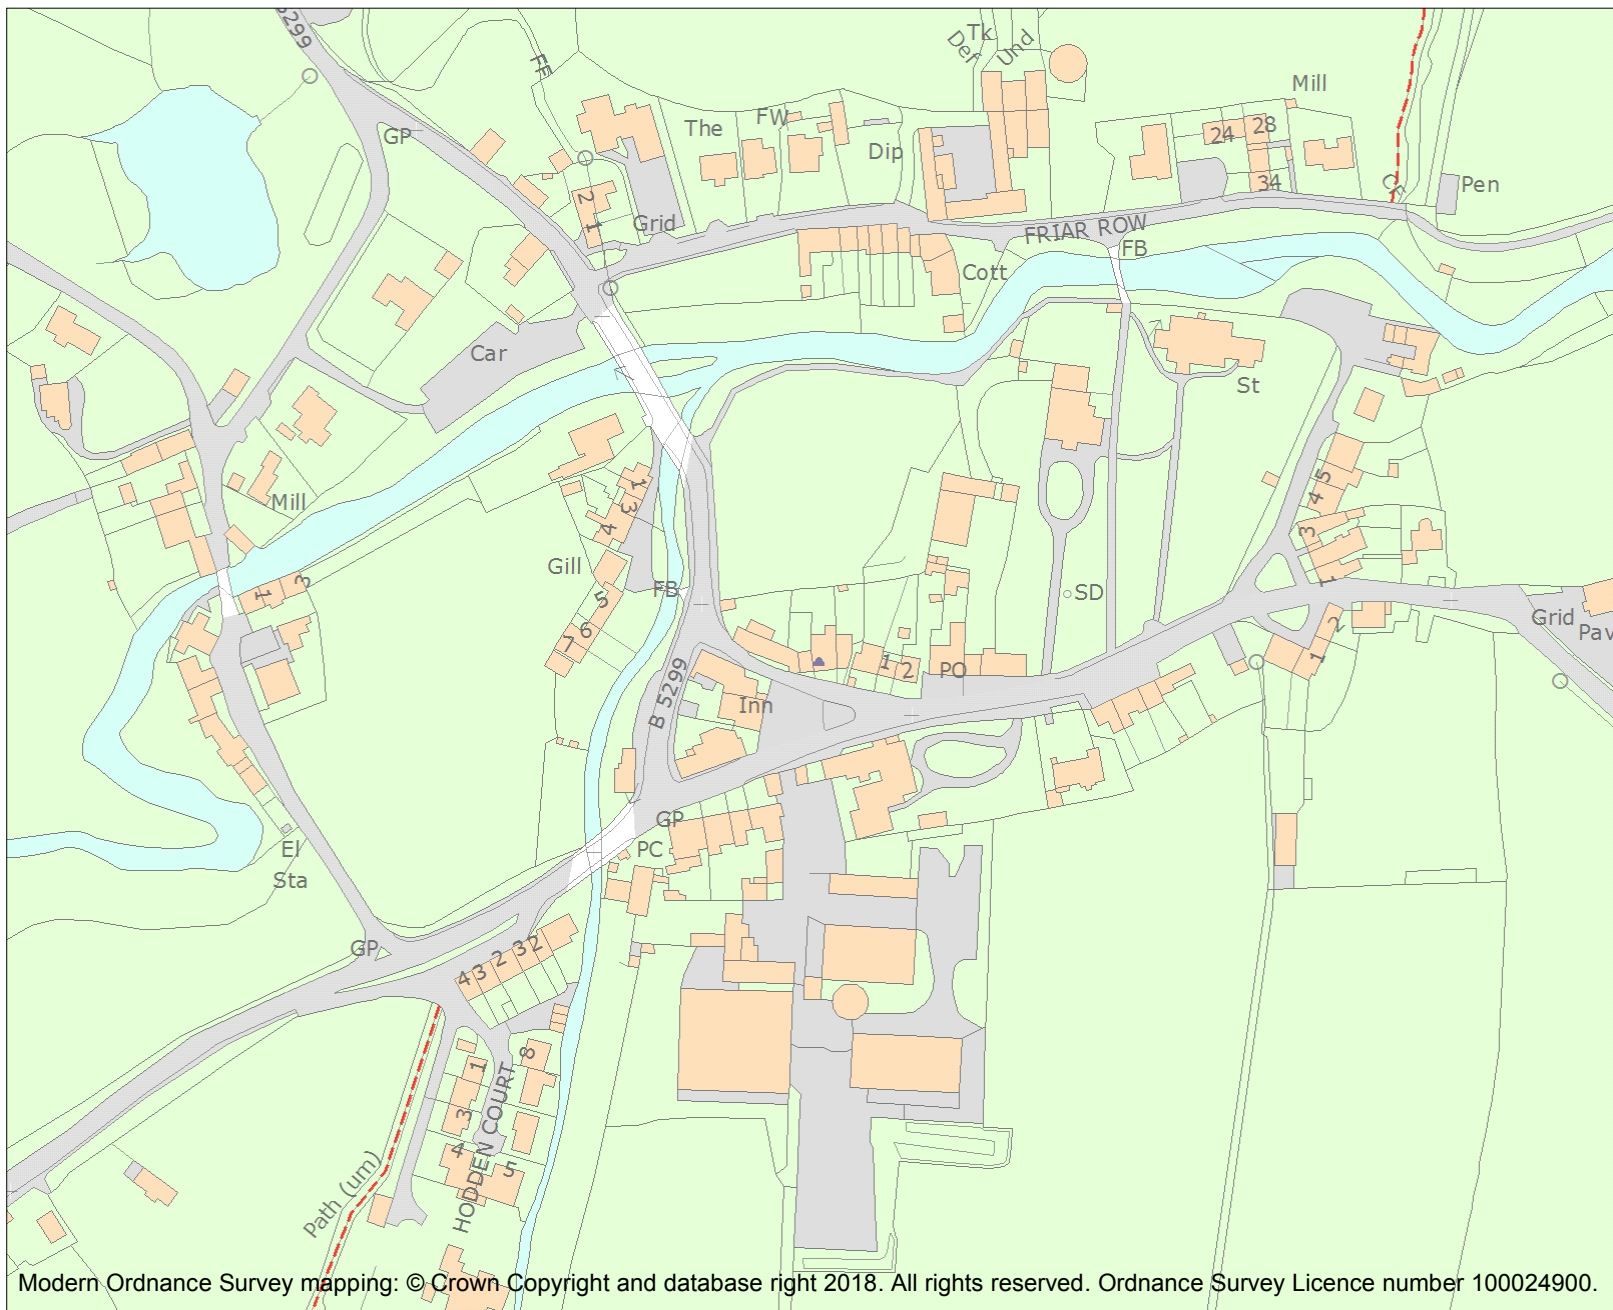 5299
FF
Tk
Def
Und
Mill
GP
The
FW
Dip
24
28
34
CF
Pen
2
1
Grid
FRIAR ROW
FB
Cott
Car
St
Mill
1
3
4
5
4
3
1
Gill
FB
SD
1
3
5
6
7
2
1
Grid
Pav
B 5299
Inn
1
2
PO
GP
PC
El
Sta
GP
4
3
2
3
2
1
8
3
4
5
HODDEN COURT
Path (um)
Modern Ordnance Survey mapping: © Crown Copyright and database right 2018. All rights reserved. Ordnance Survey Licence number 100024900.